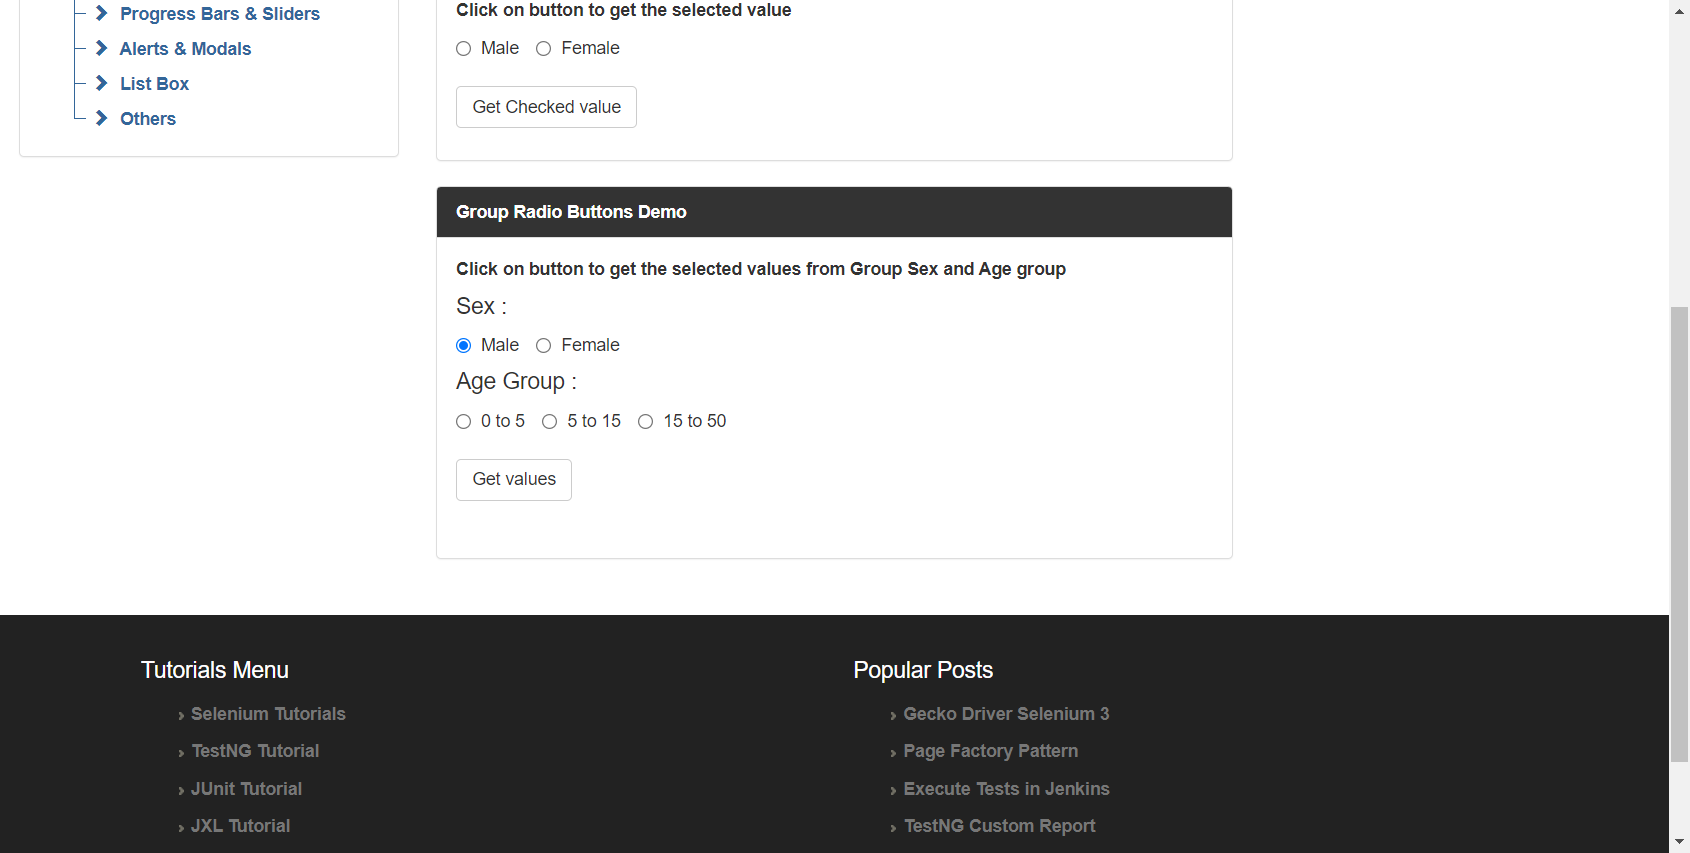 Progress Bars & Sliders
Alerts & Modals
List Box
Others
Click on button to get the selected value
Male Female
Get Checked value
Group Radio Buttons Demo
Click on button to get the selected values from Group Sex and Age group
Sex :
Male Female
Age Group :
0 to 5 5 to 15 15 to 50
Get values
Tutorials Menu
Selenium Tutorials
TestNG Tutorial
JUnit Tutorial
JXL Tutorial
Popular Posts
Gecko Driver Selenium 3
Page Factory Pattern
Execute Tests in Jenkins
TestNG Custom Report